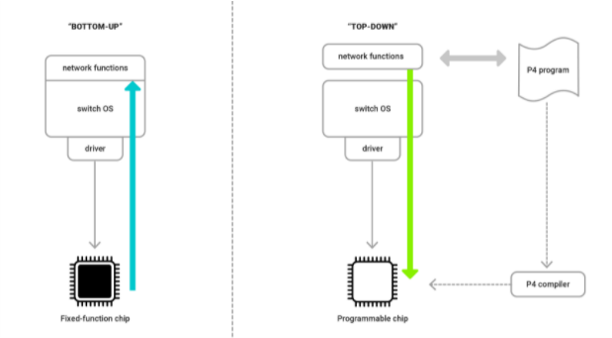 "BOTTOM-UP"
network functions
switch OS
driver
Fixed-function chip
"TOP-DOWN"
network functions
switch OS
driver
Programmable chip
P4 program
P4 compiler